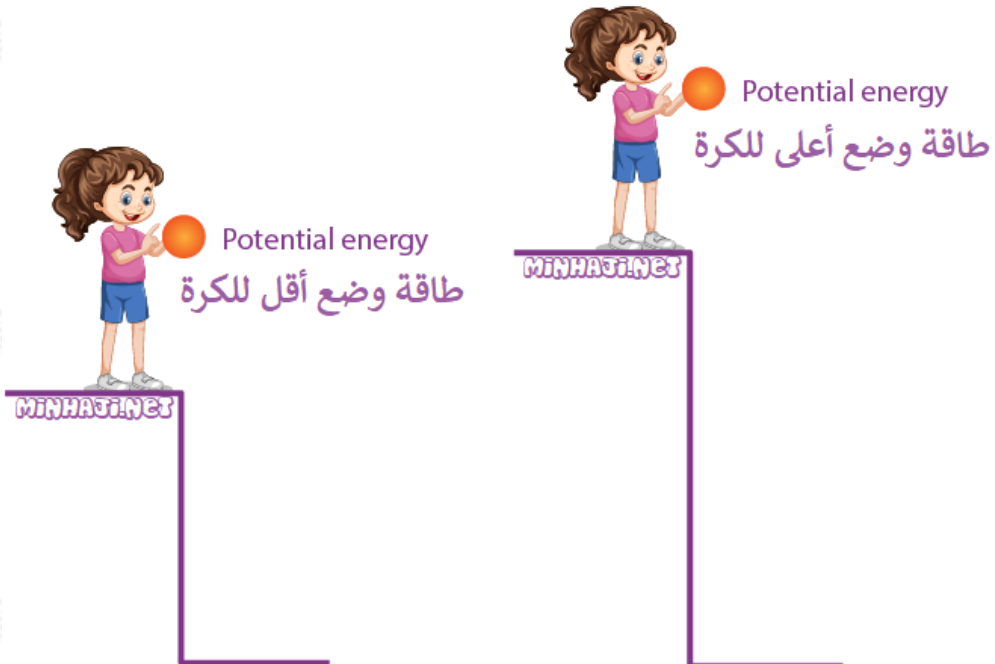 Potential energy
طاقة وضع أعلى للكرة
MiNHAJi.NET
Potential energy
طاقة وضع أقل للكرة
MiNHAJi.NET